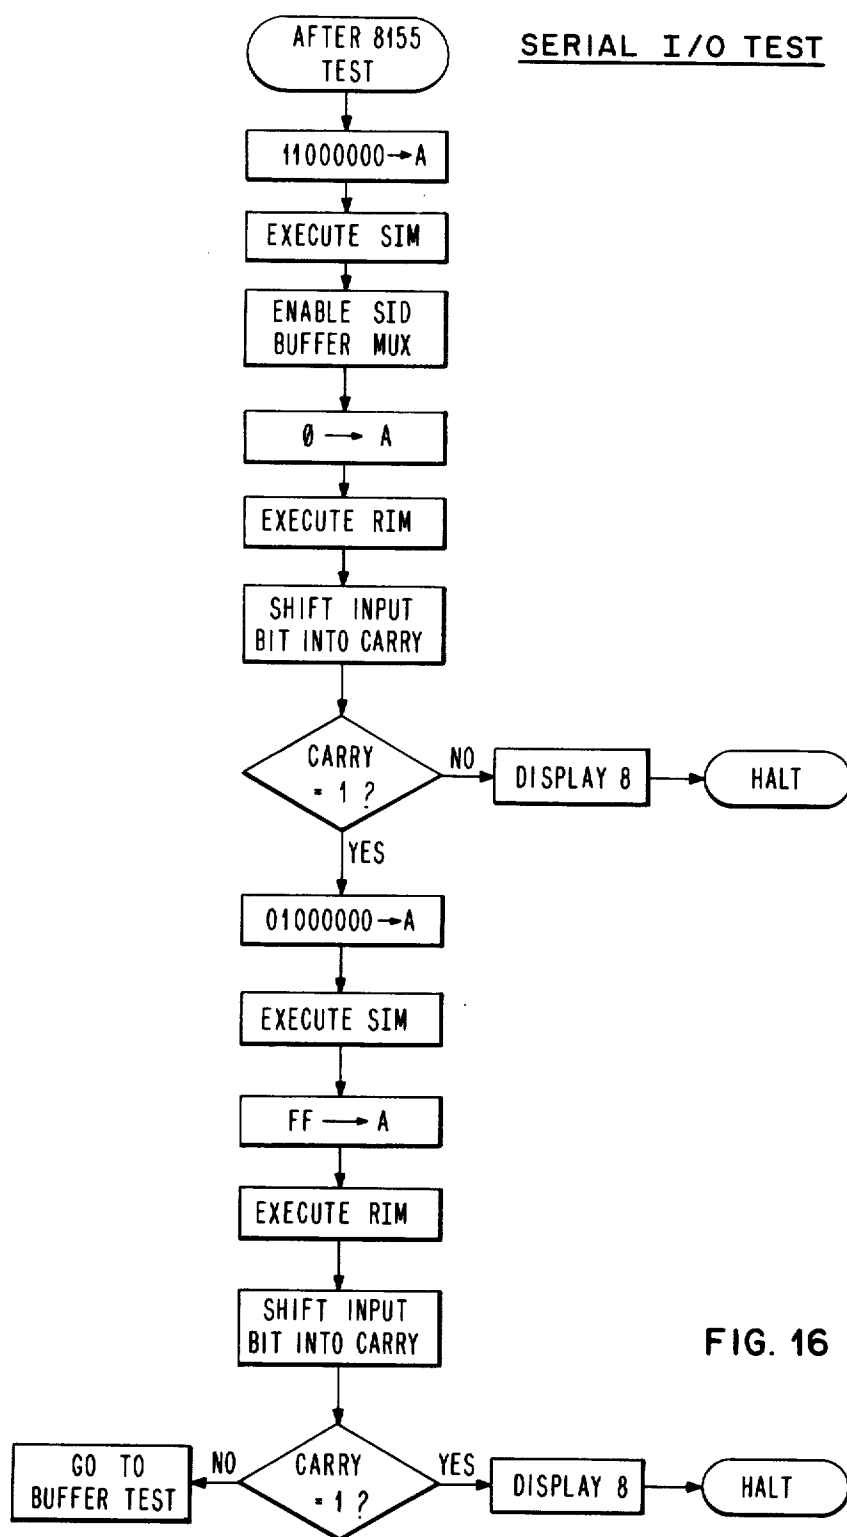 SERIAL I/O TEST
AFTER 8155
TEST
11000000→A
EXECUTE SIM
ENABLE SID
BUFFER MUX
Ø → A
EXECUTE RIM
SHIFT INPUT
BIT INTO CARRY
CARRY
= 1 ?
NO
DISPLAY 8
HALT
YES
01000000→A
EXECUTE SIM
FF → A
EXECUTE RIM
SHIFT INPUT
BIT INTO CARRY
FIG. 16
GO TO
BUFFER TEST
NO
CARRY
= 1 ?
YES
DISPLAY 8
HALT